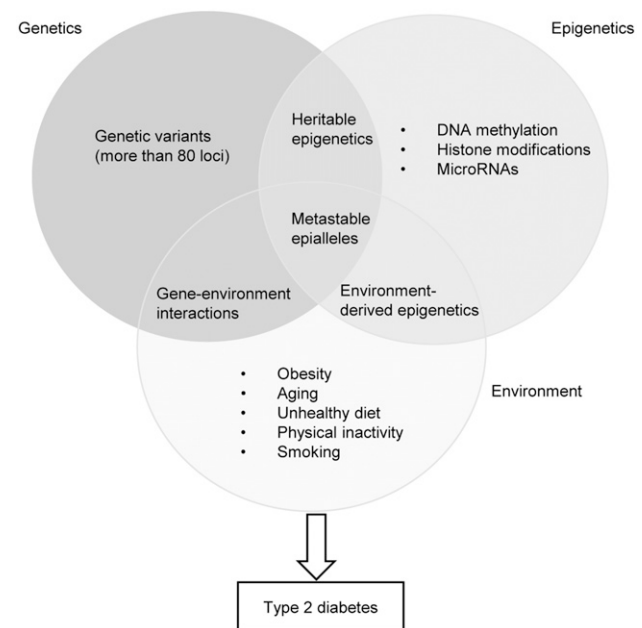 Genetics
Epigenetics
Genetic variants
(more than 80 loci)
Heritable
epigenetics
• DNA methylation
• Histone modifications
• MicroRNAs
Metastable
epialleles
Gene-environment
interactions
Environment-
derived epigenetics
• Obesity
• Aging
• Unhealthy diet
• Physical inactivity
• Smoking
Environment
Type 2 diabetes